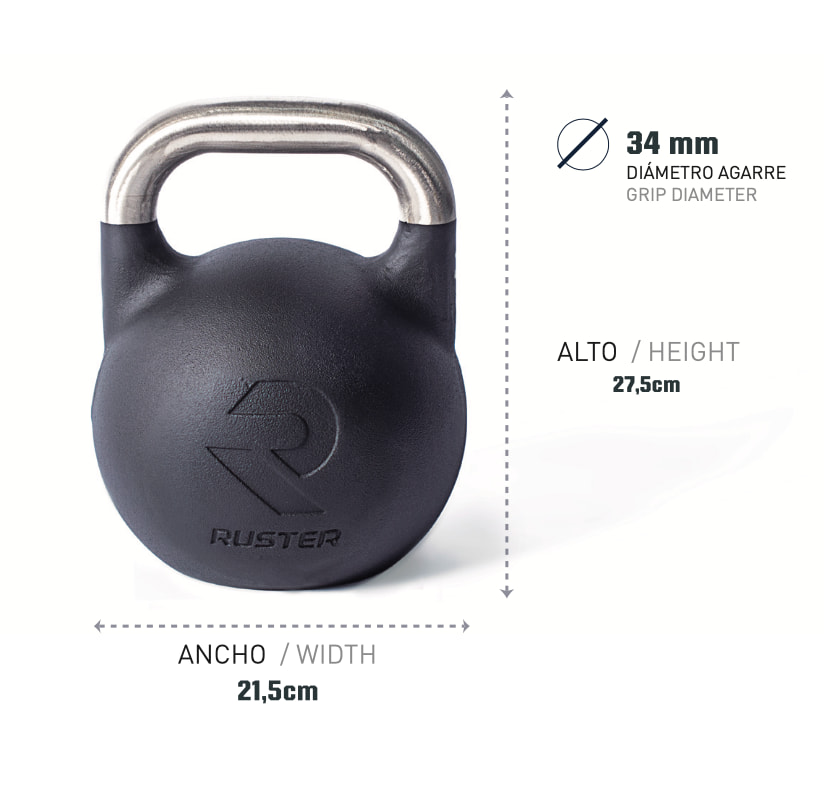 34 mm
DIÁMETRO AGARRE
GRIP DIAMETER
ALTO / HEIGHT
27,5cm
RUSTER
ANCHO / WIDTH
21,5cm